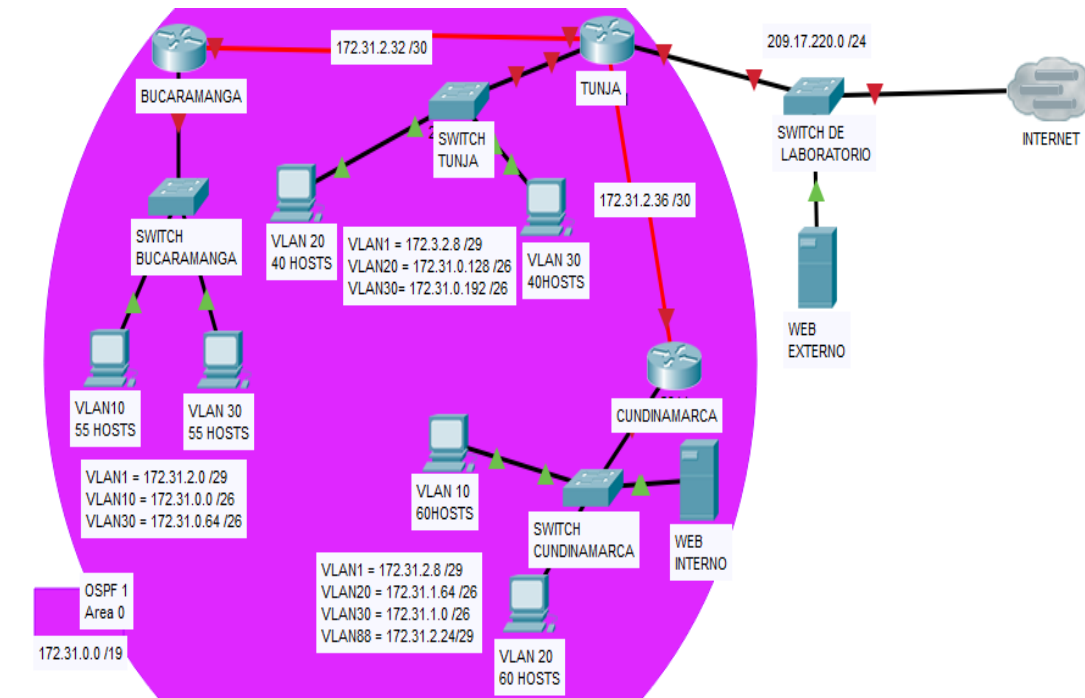 172.31.2.32 /30
209.17.220.0 /24
BUCARAMANGA
TUNJA
INTERNET
SWITCH
TUNJA
SWITCH DE
LABORATORIO
172.31.2.36 /30
SWITCH
BUCARAMANGA
VLAN 20
40 HOSTS
VLAN1 = 172.3.2.8 /29
VLAN20 = 172.31.0.128 /26
VLAN30= 172.31.0.192 /26
VLAN 30
40HOSTS
WEB
EXTERNO
VLAN10
55 HOSTS
VLAN 30
55 HOSTS
CUNDINAMARCA
VLAN1 = 172.31.2.0 /29
VLAN10 = 172.31.0.0 /26
VLAN30 = 172.31.0.64 /26
VLAN 10
60HOSTS
SWITCH
CUNDINAMARCA
WEB
INTERNO
VLAN1 = 172.31.2.8 /29
VLAN20 = 172.31.1.64 /26
VLAN30 = 172.31.1.0 /26
VLAN88 = 172.31.2.24/29
OSPF 1
Area 0
172.31.0.0 /19
VLAN 20
60 HOSTS